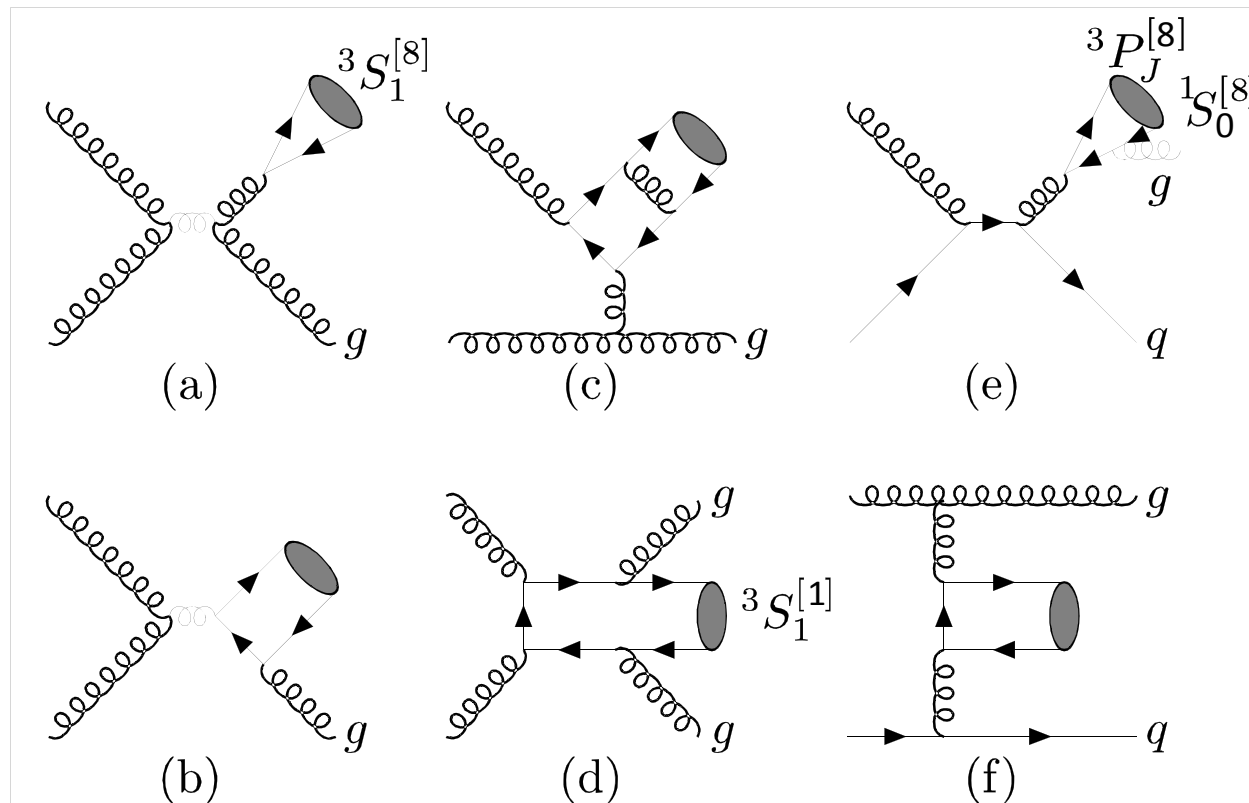 ³S₁^[8]
g
(a)
g
(c)
³P_J^[8]
¹S₀^[8]
g
q
(e)
g
(b)
g
³S₁^[1]
g
(d)
g
q
(f)